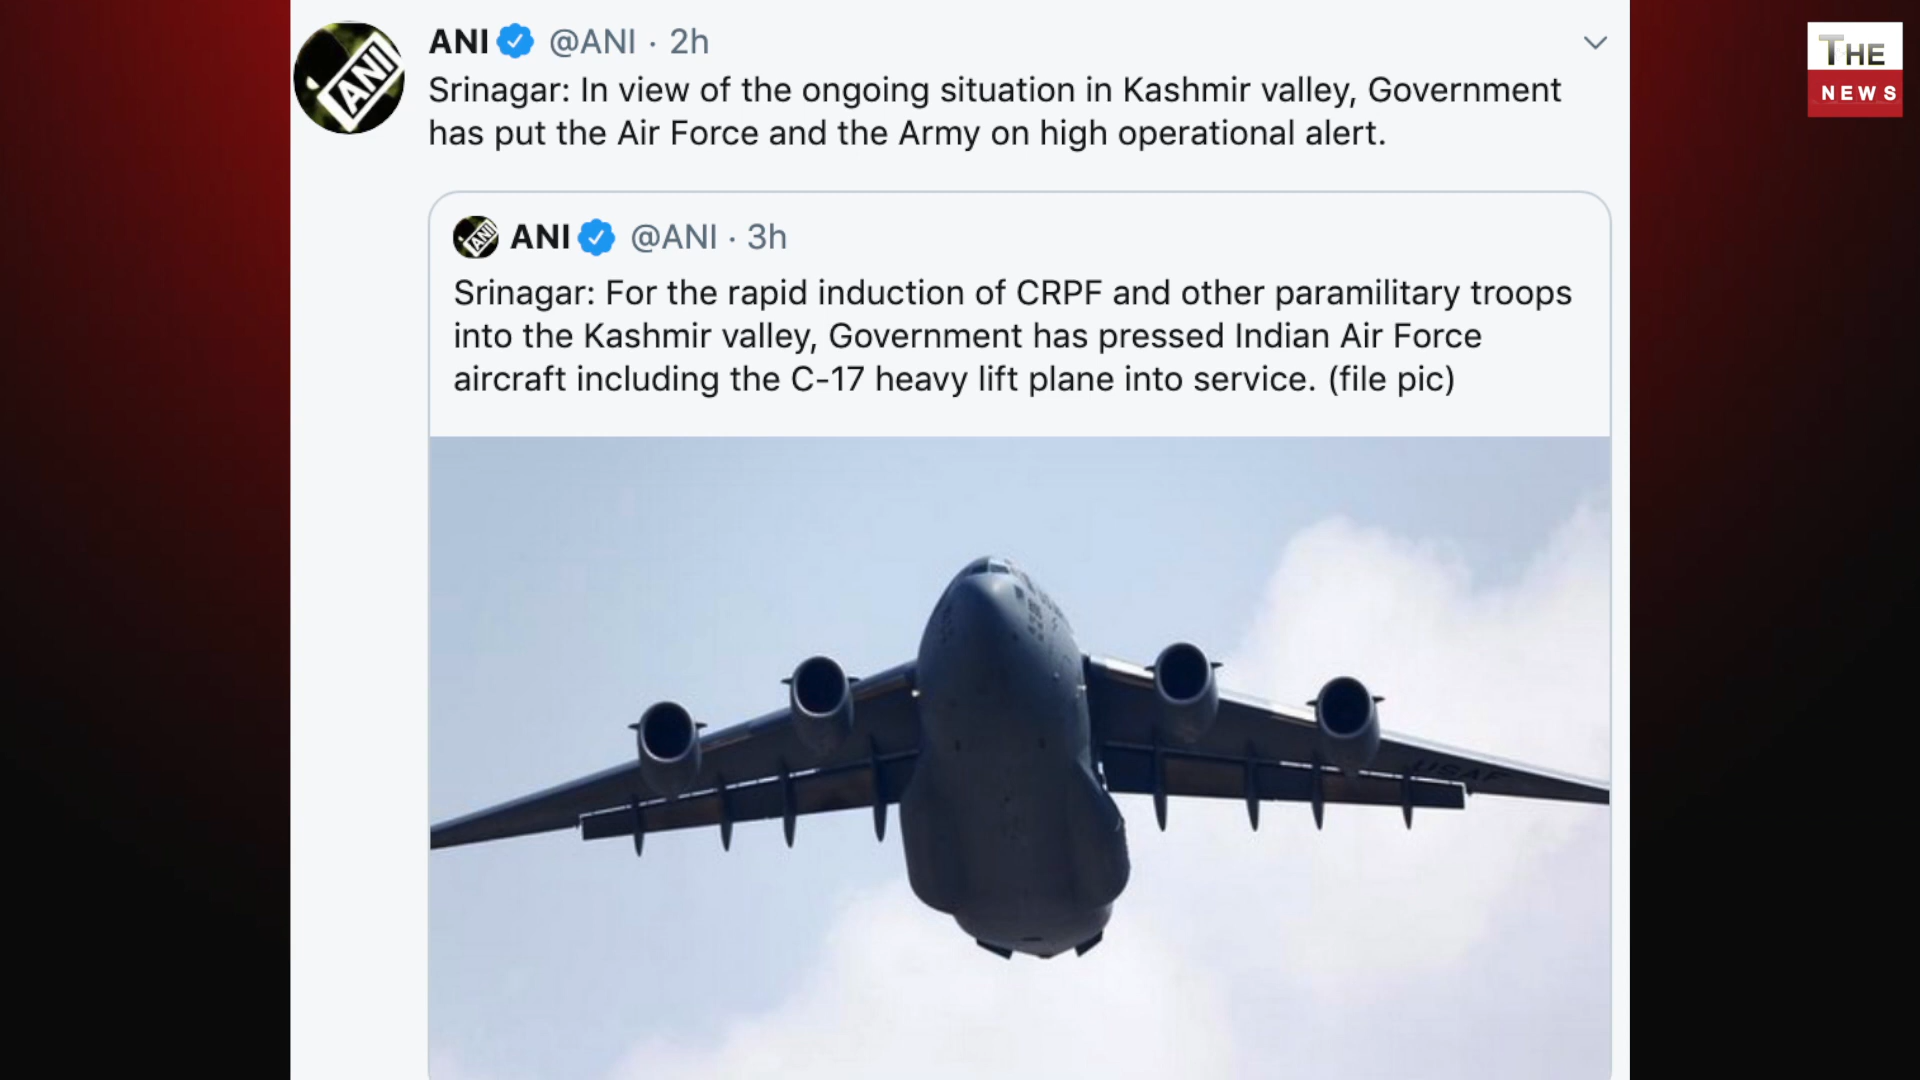 ANI @ANI · 2h
Srinagar: In view of the ongoing situation in Kashmir valley, Government
has put the Air Force and the Army on high operational alert.
ANI @ANI · 3h
Srinagar: For the rapid induction of CRPF and other paramilitary troops
into the Kashmir valley, Government has pressed Indian Air Force
aircraft including the C-17 heavy lift plane into service. (file pic)
USAF
THE
NEWS
ANI
ANI